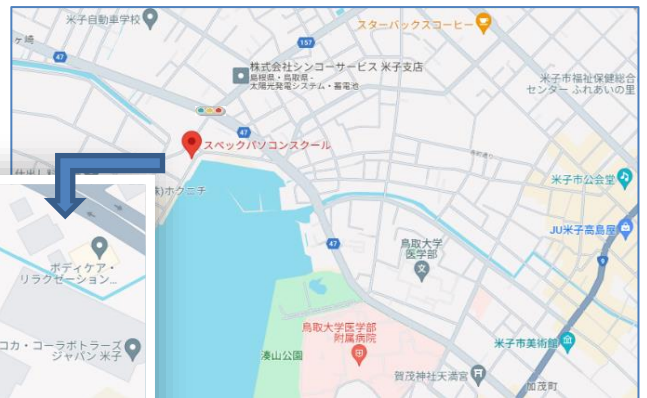 米子自動車学校
スターバックスコーヒー
ヶ崎
47
157
株式会社シンコーサービス 米子支店
島根県・鳥取県 -
太陽光発電システム・蓄電池
米子市福祉保健総合
センター ふれあいの里
47
スペックパソコンスクール
米子市公会堂
)ホクニチ
JU米子高島屋
47
鳥取大学
医学部
文
9
ボディケア・
リラクゼーション...
鳥取大学医学部
附属病院
コカ・コーラボトラーズ
ジャパン 米子
湊山公園
米子市美術館
賀茂神社天満宮
加茂町